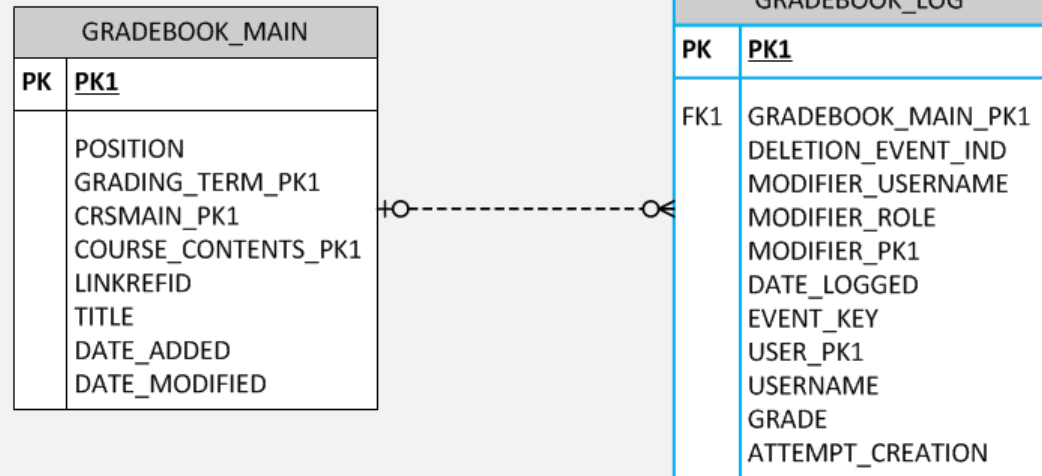 GRADEBOOK_MAIN
PK PK1
POSITION
GRADING_TERM_PK1
CRSMAIN_PK1
COURSE_CONTENTS_PK1
LINKREFID
TITLE
DATE_ADDED
DATE_MODIFIED
GRADEBOOK_LOG
PK PK1
FK1 GRADEBOOK_MAIN_PK1
DELETION_EVENT_IND
MODIFIER_USERNAME
MODIFIER_ROLE
MODIFIER_PK1
DATE_LOGGED
EVENT_KEY
USER_PK1
USERNAME
GRADE
ATTEMPT_CREATION